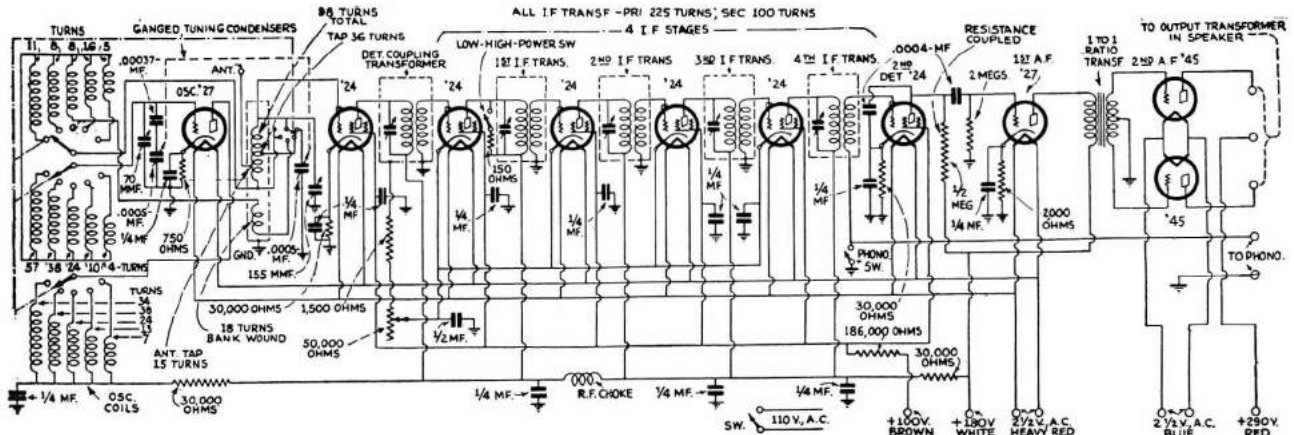 TURNS
11, 8, 8, 16, 5
GANGED TUNING CONDENSERS
98 TURNS
TOTAL
TAP 36 TURNS
ALL I.F TRANSF - PRI 225 TURNS, SEC 100 TURNS
4 I.F STAGES
LOW-HIGH-POWER SW
DET. COUPLING
TRANSFORMER
1ST I.F. TRANS.
2ND I.F TRANS
3RD I.F TRANS.
4TH I.F TRANS.
.0004-MF
RESISTANCE
COUPLED
2ND
DET '24
2 MEGS.
1ST A.F.
'27
1 TO 1
RATIO
TRANSF
2ND A.F '45
TO OUTPUT TRANSFORMER
IN SPEAKER
.00037-
MF.
ANT.
OSC. '27
'24
'24
'24
'24
'24
70
MMF.
.0005-
MF.
1/4 MF
750
OHMS
GND.
.0005-
MF.
155 MMF.
1/4
MF
150
OHMS
1/4
MF.
1/4
MF.
1/4
MF
1/4
MF
PHONO
SW.
1/2
MEG
1/4 MF.
2000
OHMS
'45
TO PHONO.
57 38 24 10 4-TURNS
TURNS
34
36
24
13
7
30,000 OHMS
1,500 OHMS
18 TURNS
BANK WOUND
ANT. TAP
15 TURNS
50,000
OHMS
1/2 MF.
30,000
OHMS
186,000 OHMS
30,000
OHMS
1/4 MF.
OSC.
COILS
30,000
OHMS
1/4 MF.
R.F. CHOKE
1/4 MF.
1/4 MF.
SW.
110 V., A.C.
+100V.
BROWN
+180V.
WHITE
2 1/2 V., A.C.
HEAVY RED
2 1/2 V., A.C.
BLUE
+290V.
RED